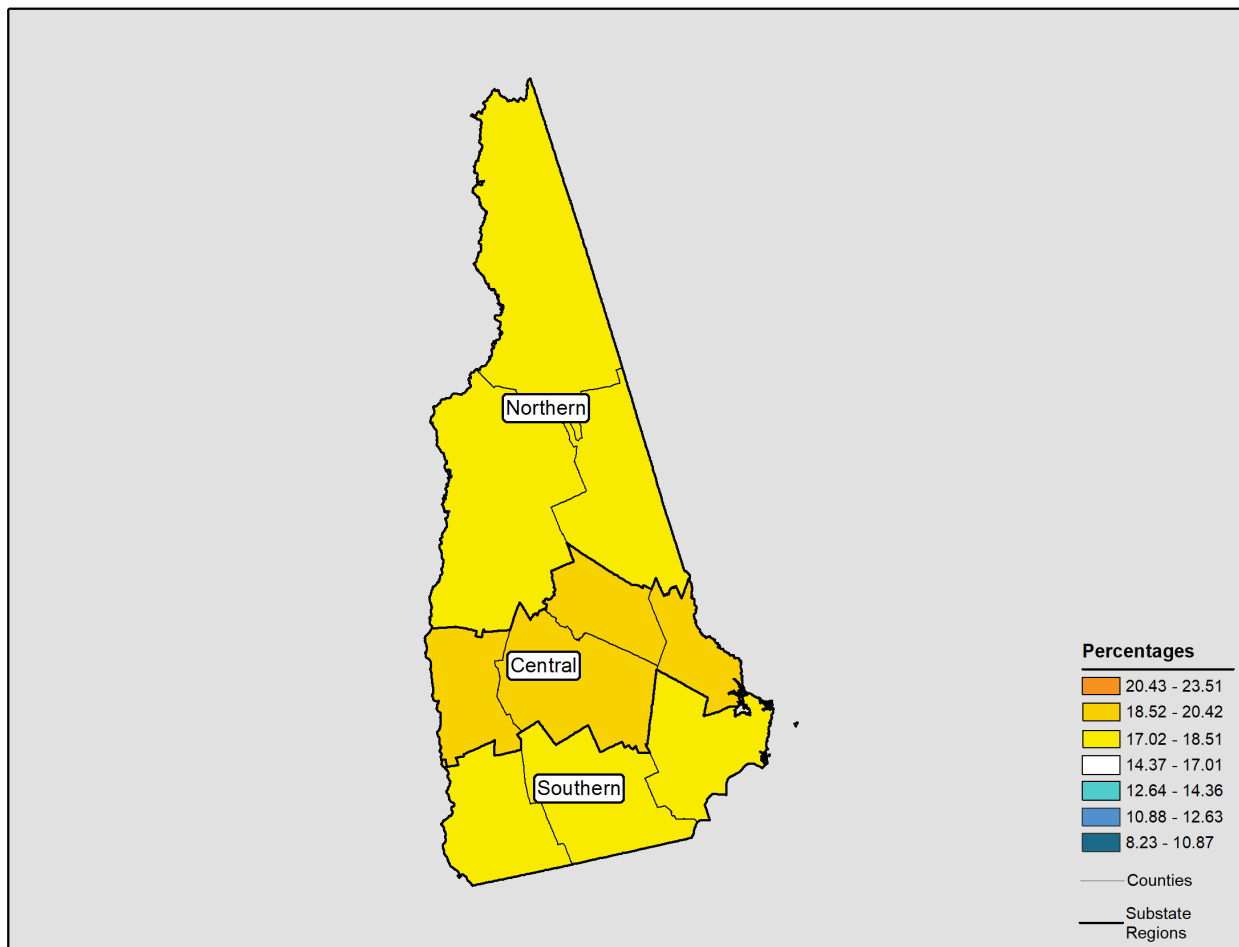 Northern
Central
Southern
Percentages
20.43 - 23.51
18.52 - 20.42
17.02 - 18.51
14.37 - 17.01
12.64 - 14.36
10.88 - 12.63
8.23 - 10.87
Counties
Substate
Regions